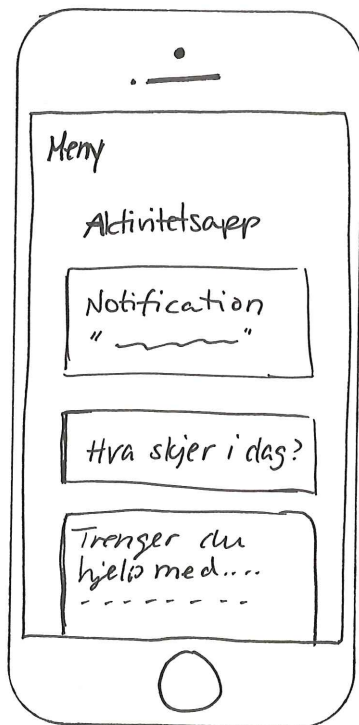 Meny
Aktivitetsapp
Notification
" "
Hva skjer i dag?
Trenger du
hjelp med....
--------